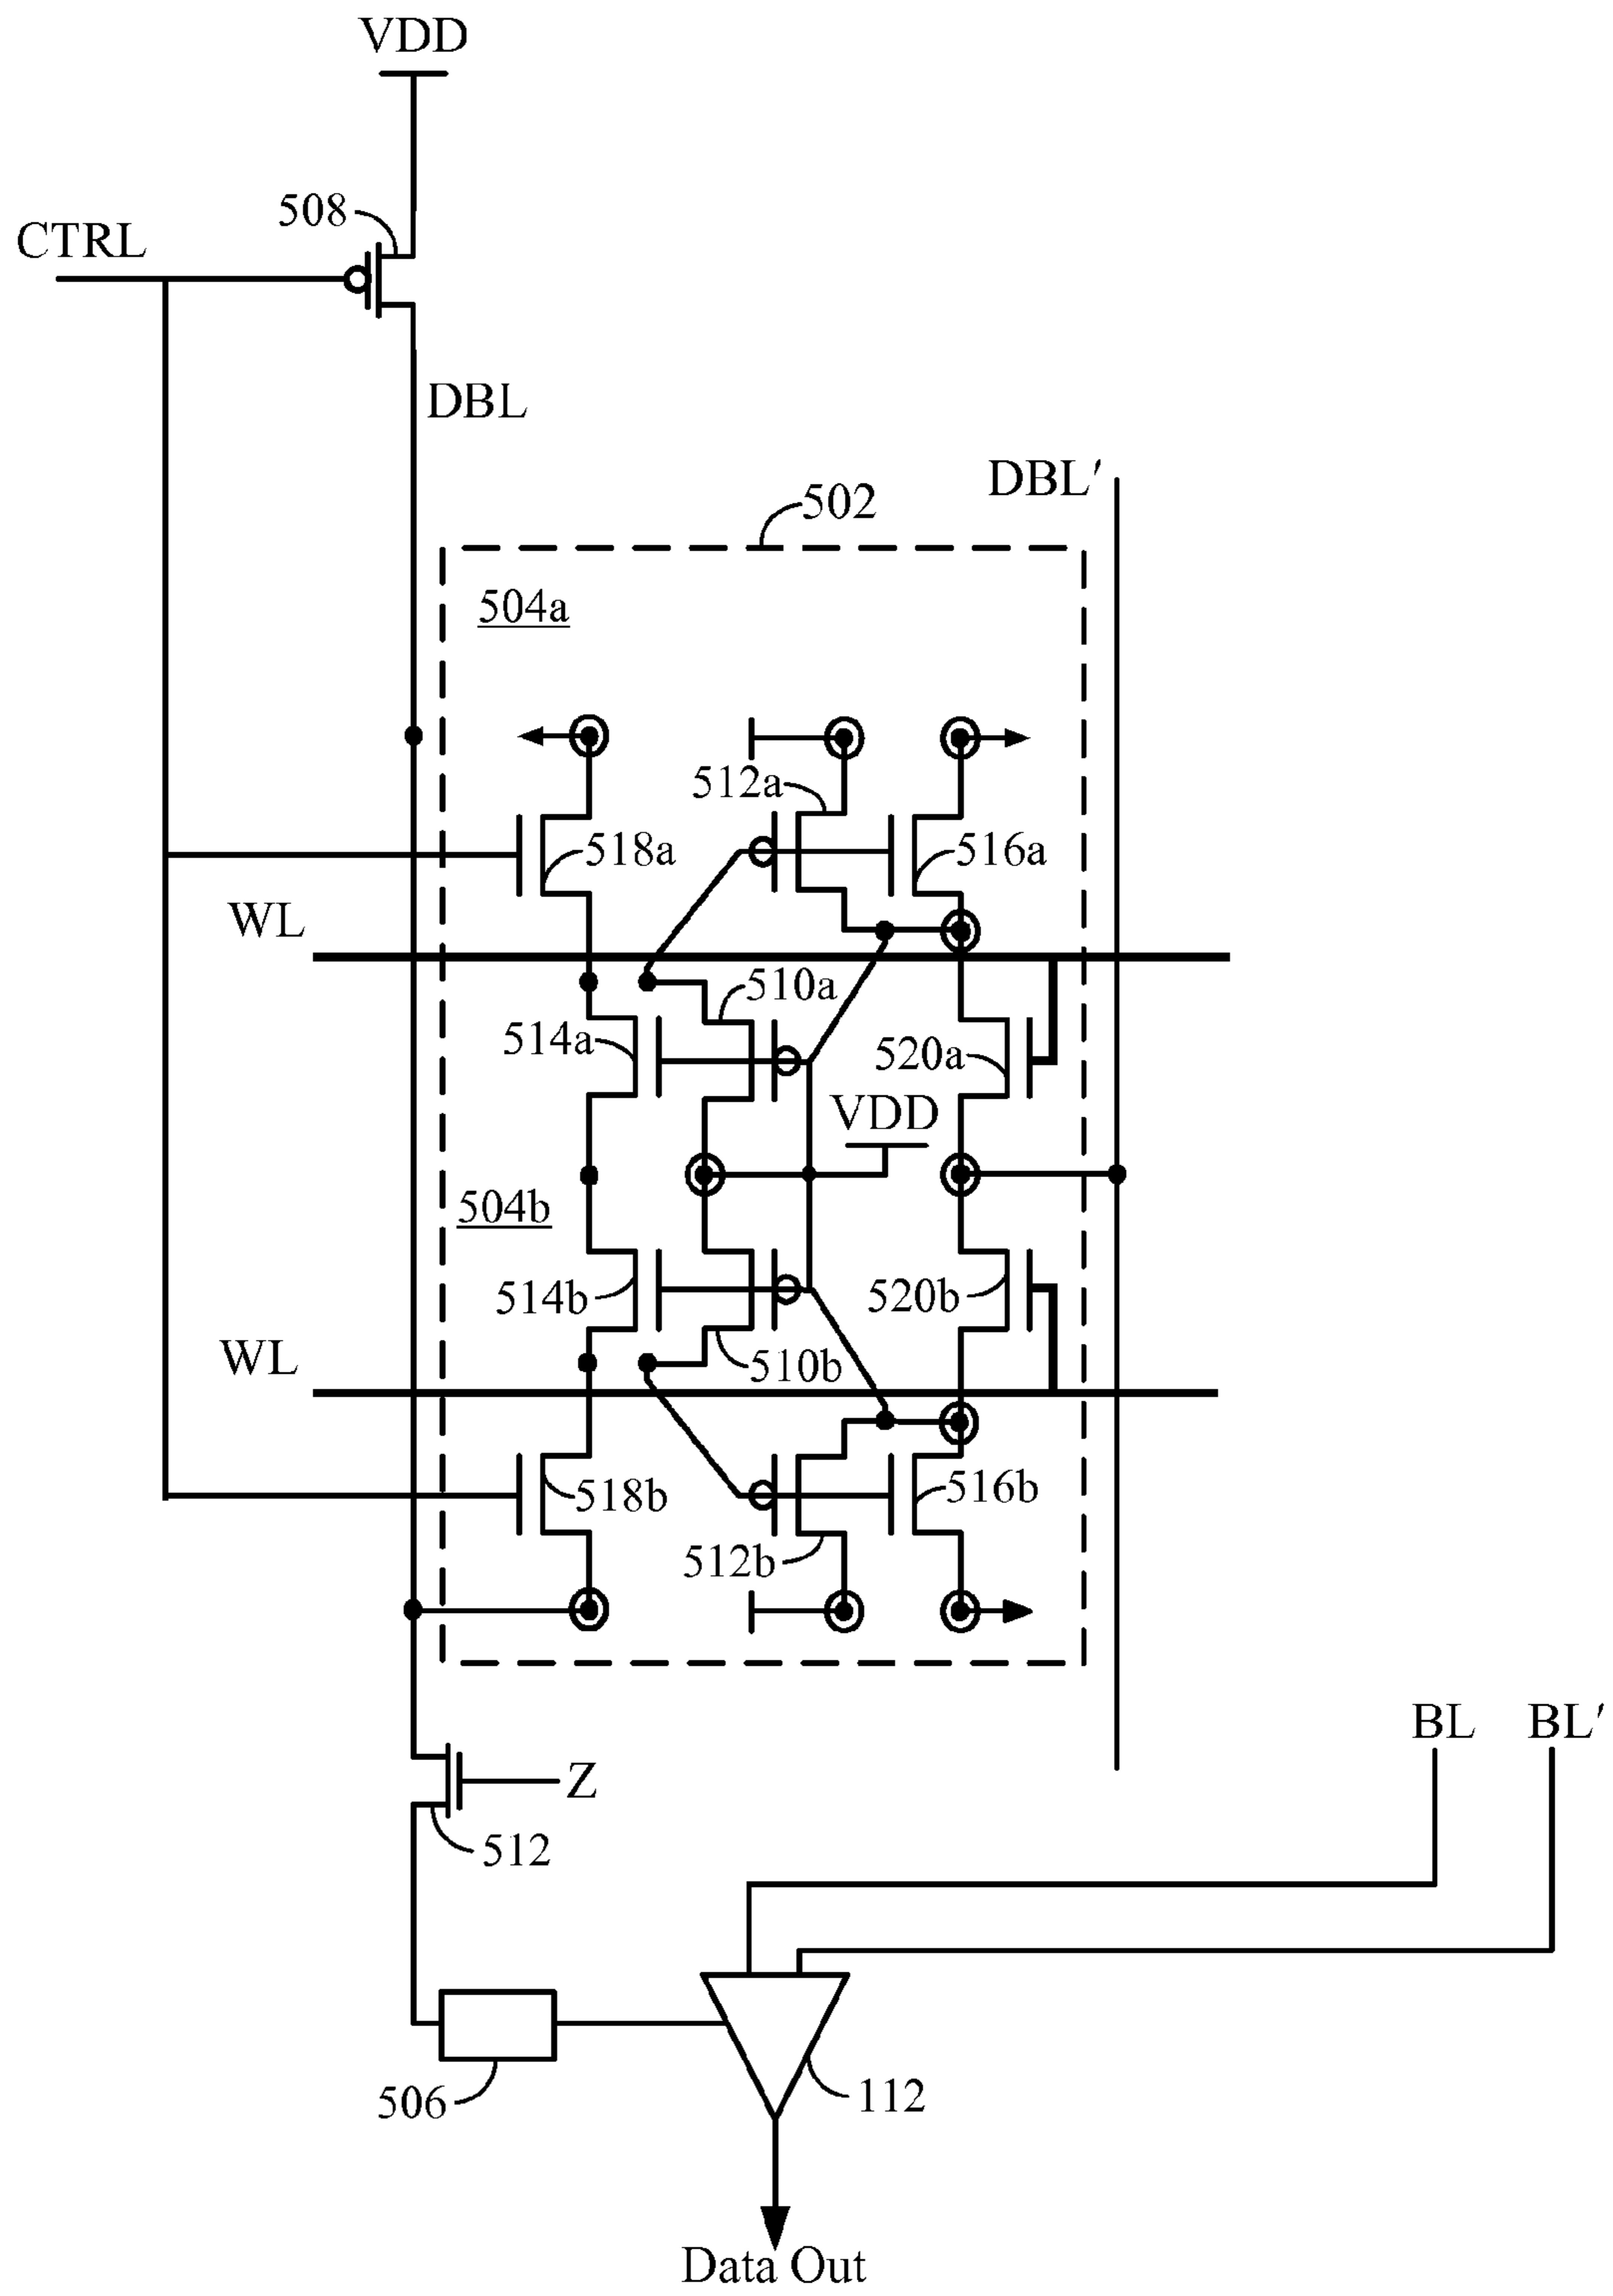 VDD
508
CTRL
DBL
DBL′
502
504a
512a
518a
516a
WL
510a
514a
520a
VDD
504b
514b
520b
WL
510b
518b
516b
512b
BL
BL′
Z
512
506
112
Data Out